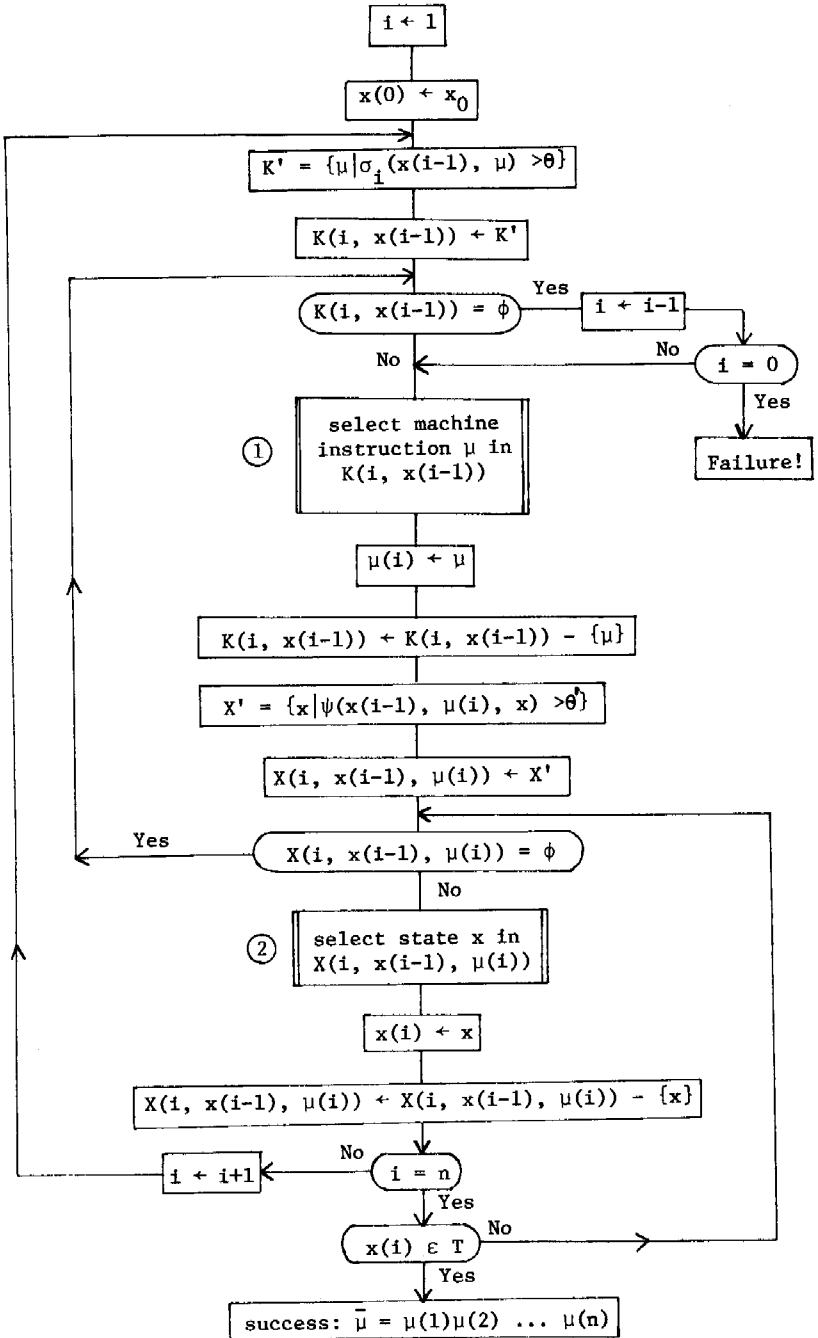 i ← 1
x(0) ← x₀
K' = {μ|σᵢ(x(i-1), μ) >θ}
K(i, x(i-1)) ← K'
K(i, x(i-1)) = ϕ
Yes
i ← i-1
No
No
i = 0
Yes
Failure!
①
select machine
instruction μ in
K(i, x(i-1))
μ(i) ← μ
K(i, x(i-1)) ← K(i, x(i-1)) - {μ}
X' = {x|ψ(x(i-1), μ(i), x) >θ'}
X(i, x(i-1), μ(i)) ← X'
Yes
X(i, x(i-1), μ(i)) = ϕ
No
②
select state x in
X(i, x(i-1), μ(i))
x(i) ← x
X(i, x(i-1), μ(i)) ← X(i, x(i-1), μ(i)) - {x}
i ← i+1
No
i = n
Yes
x(i) ε T
No
Yes
success: μ̄ = μ(1)μ(2) ... μ(n)